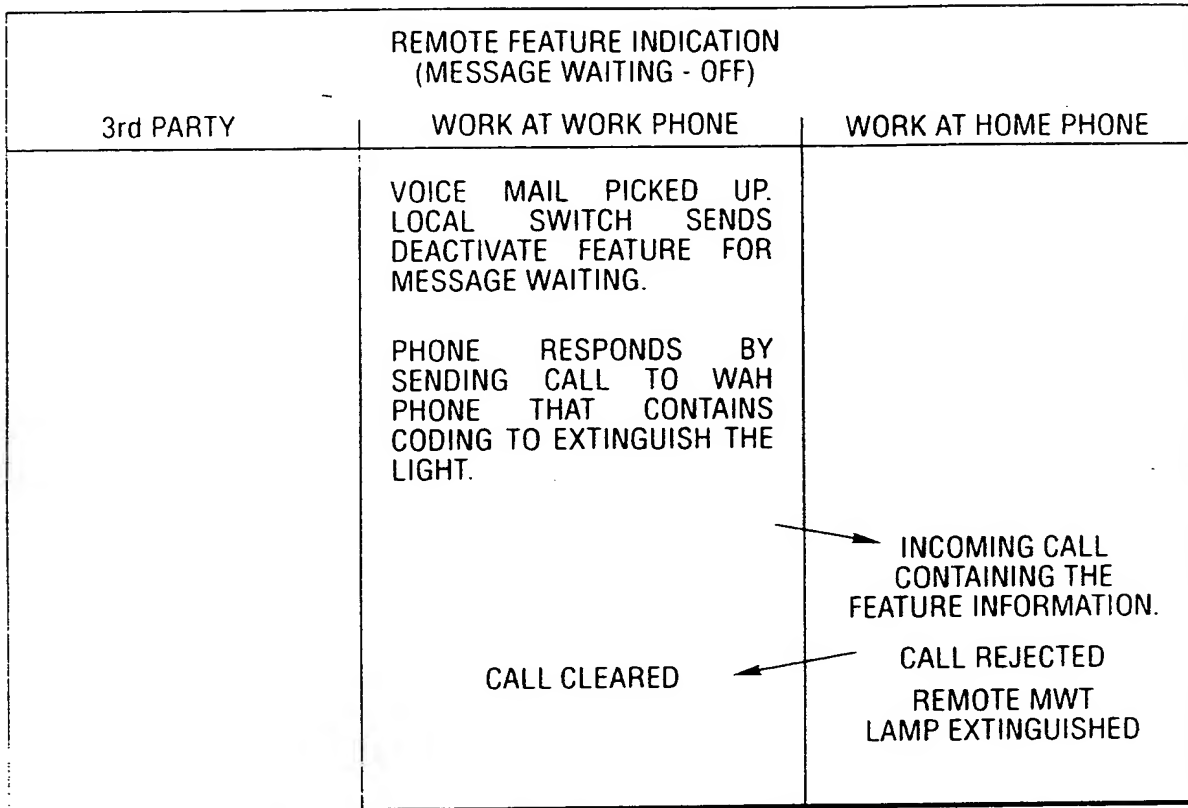 REMOTE FEATURE INDICATION
(MESSAGE WAITING - OFF)
3rd PARTY
WORK AT WORK PHONE
WORK AT HOME PHONE
VOICE MAIL PICKED UP.
LOCAL SWITCH SENDS
DEACTIVATE FEATURE FOR
MESSAGE WAITING.
PHONE RESPONDS BY
SENDING CALL TO WAH
PHONE THAT CONTAINS
CODING TO EXTINGUISH THE
LIGHT.
INCOMING CALL
CONTAINING THE
FEATURE INFORMATION.
CALL REJECTED
CALL CLEARED
REMOTE MWT
LAMP EXTINGUISHED